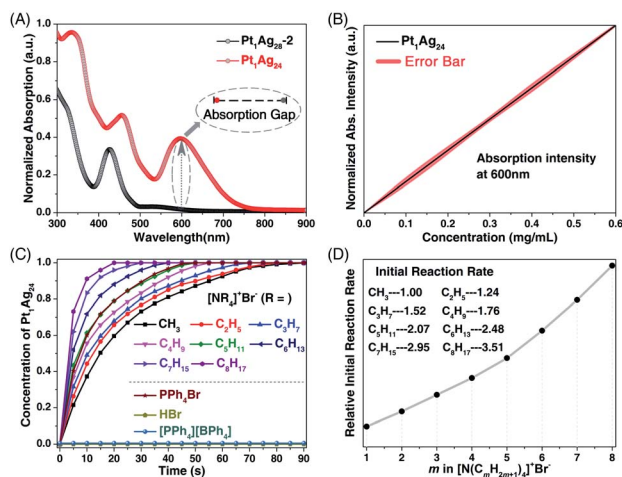 (A)
1.0
0.8
0.6
0.4
0.2
0.0
Normalized Absorption (a.u.)
Pt₁Ag₂₈-2
Pt₁Ag₂₄
Absorption Gap
300 400 500 600 700 800 900
Wavelength(nm)
(B)
Normalized Abs. Intensity (a.u.)
Pt₁Ag₂₄
Error Bar
Absorption intensity
at 600nm
0.0 0.1 0.2 0.3 0.4 0.5 0.6
Concentration (mg/mL)
(C)
Concentration of Pt₁Ag₂₄
1.0
0.8
0.6
0.4
0.2
0.0
[NR₄]⁺Br⁻ (R = )
CH₃ C₂H₅ C₃H₇
C₄H₉ C₅H₁₁ C₆H₁₃
C₇H₁₅ C₈H₁₇
PPh₄Br
HBr
[PPh₄][BPh₄]
0 10 20 30 40 50 60 70 80 90
Time (s)
(D)
Relative Initial Reaction Rate
Initial Reaction Rate
CH₃---1.00 C₂H₅---1.24
C₃H₇---1.52 C₄H₉---1.76
C₅H₁₁---2.07 C₆H₁₃---2.48
C₇H₁₅---2.95 C₈H₁₇---3.51
1 2 3 4 5 6 7 8
m in [N(CₘH₂ₘ₊₁)₄]⁺Br⁻